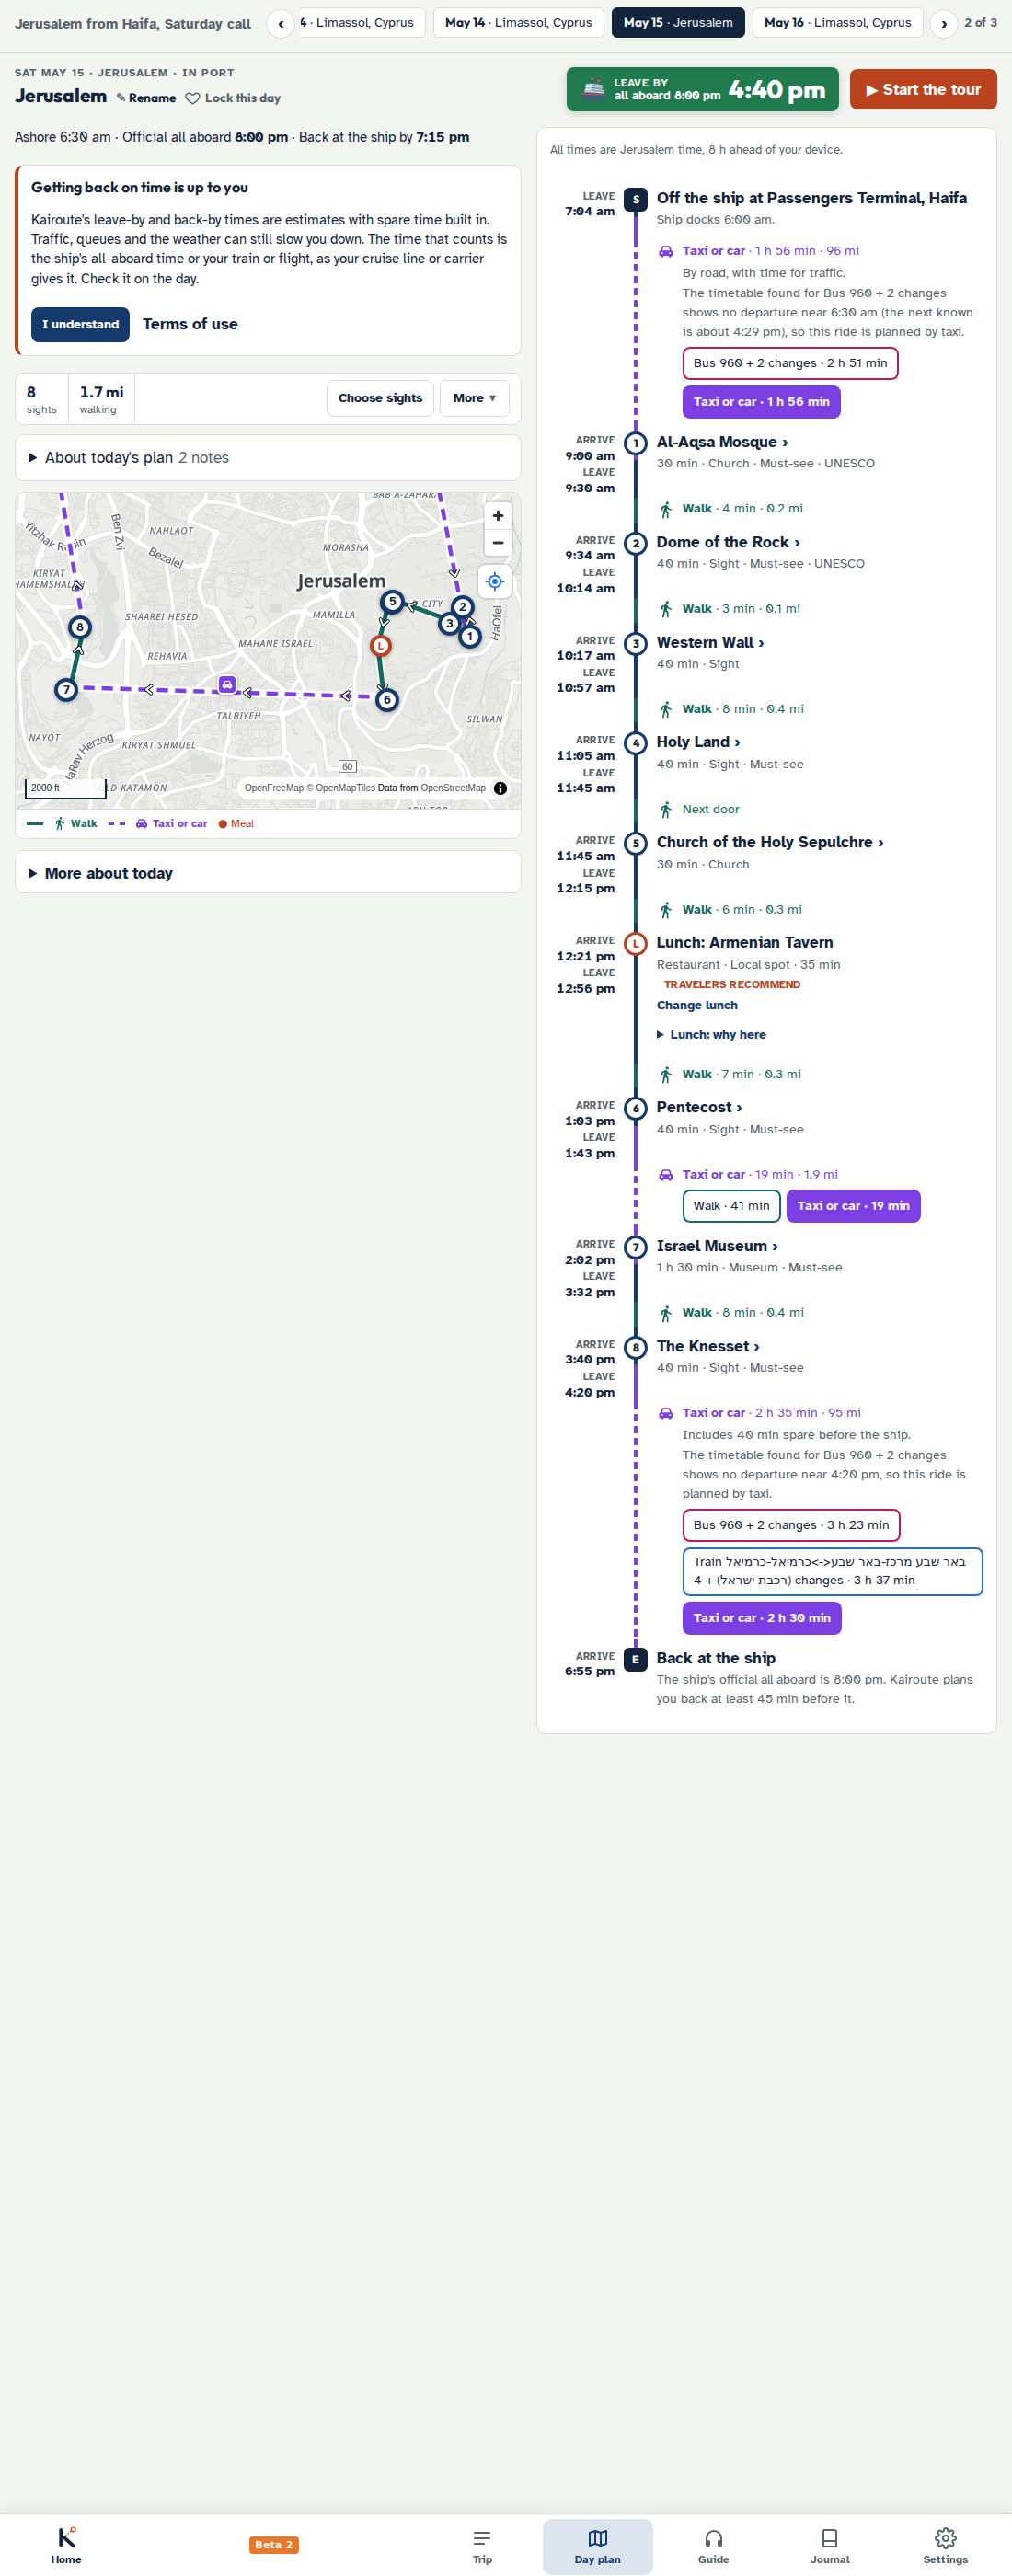 Jerusalem from Haifa, Saturday call
‹
4 · Limassol, Cyprus
May 14 · Limassol, Cyprus
May 15 · Jerusalem
May 16 · Limassol, Cyprus
›
2 of 3
SAT MAY 15 · JERUSALEM · IN PORT
Jerusalem ✎ Rename Lock this day
LEAVE BY
all aboard 8:00 pm
4:40 pm
▶ Start the tour
Ashore 6:30 am · Official all aboard 8:00 pm · Back at the ship by 7:15 pm
Getting back on time is up to you
Kairoute's leave-by and back-by times are estimates with spare time built in.
Traffic, queues and the weather can still slow you down. The time that counts is
the ship's all-aboard time or your train or flight, as your cruise line or carrier
gives it. Check it on the day.
I understand
Terms of use
8
sights
1.7 mi
walking
Choose sights
More ▼
▶ About today's plan 2 notes
BAB A-ZAHARA
Ben Zvi
NAHLAOT
Bezalel
MORASHA
KIRYAT
HAMEMSHALAH
Jerusalem
CITY
HaOfel
SHAAREI HESED
MAMILLA
MAHANE ISRAEL
REHAVIA
TALBIYEH
SILWAN
NAYOT
KIRYAT SHMUEL
60
8
7
5
2
3
1
L
6
+
−
2000 ft
OLD KATAMON
OpenFreeMap © OpenMapTiles Data from OpenStreetMap
Walk
Taxi or car
Meal
▶ More about today
All times are Jerusalem time, 8 h ahead of your device.
LEAVE
7:04 am
S
Off the ship at Passengers Terminal, Haifa
Ship docks 6:00 am.
Taxi or car · 1 h 56 min · 96 mi
By road, with time for traffic.
The timetable found for Bus 960 + 2 changes
shows no departure near 6:30 am (the next known
is about 4:29 pm), so this ride is planned by taxi.
Bus 960 + 2 changes · 2 h 51 min
Taxi or car · 1 h 56 min
ARRIVE
9:00 am
LEAVE
9:30 am
1
Al-Aqsa Mosque ›
30 min · Church · Must-see · UNESCO
Walk · 4 min · 0.2 mi
ARRIVE
9:34 am
LEAVE
10:14 am
2
Dome of the Rock ›
40 min · Sight · Must-see · UNESCO
Walk · 3 min · 0.1 mi
ARRIVE
10:17 am
LEAVE
10:57 am
3
Western Wall ›
40 min · Sight
Walk · 8 min · 0.4 mi
ARRIVE
11:05 am
LEAVE
11:45 am
4
Holy Land ›
40 min · Sight · Must-see
Next door
ARRIVE
11:45 am
LEAVE
12:15 pm
5
Church of the Holy Sepulchre ›
30 min · Church
Walk · 6 min · 0.3 mi
ARRIVE
12:21 pm
LEAVE
12:56 pm
L
Lunch: Armenian Tavern
Restaurant · Local spot · 35 min
TRAVELERS RECOMMEND
Change lunch
▶ Lunch: why here
Walk · 7 min · 0.3 mi
ARRIVE
1:03 pm
LEAVE
1:43 pm
6
Pentecost ›
40 min · Sight · Must-see
Taxi or car · 19 min · 1.9 mi
Walk · 41 min
Taxi or car · 19 min
ARRIVE
2:02 pm
LEAVE
3:32 pm
7
Israel Museum ›
1 h 30 min · Museum · Must-see
Walk · 8 min · 0.4 mi
ARRIVE
3:40 pm
LEAVE
4:20 pm
8
The Knesset ›
40 min · Sight · Must-see
Taxi or car · 2 h 35 min · 95 mi
Includes 40 min spare before the ship.
The timetable found for Bus 960 + 2 changes
shows no departure near 4:20 pm, so this ride is
planned by taxi.
Bus 960 + 2 changes · 3 h 23 min
Train באר שבע מרכז-באר שבע<->כרמיאל-כרמיאל
(רכבת ישראל) + 4 changes · 3 h 37 min
Taxi or car · 2 h 30 min
ARRIVE
6:55 pm
E
Back at the ship
The ship's official all aboard is 8:00 pm. Kairoute plans
you back at least 45 min before it.
Home
Beta 2
Trip
Day plan
Guide
Journal
Settings